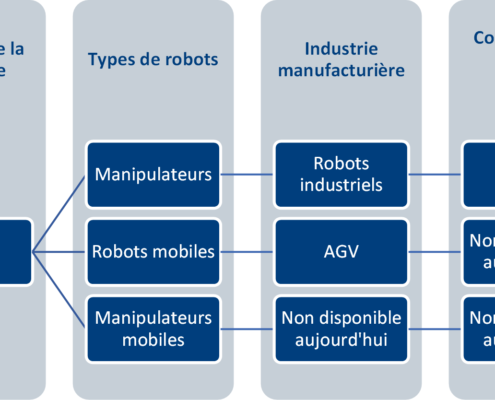 e la
e
Types de robots
Industrie
manufacturière
Co
Manipulateurs
Robots
industriels
Robots mobiles
AGV
Non
au
Manipulateurs
mobiles
Non disponible
aujourd'hui
Non
au